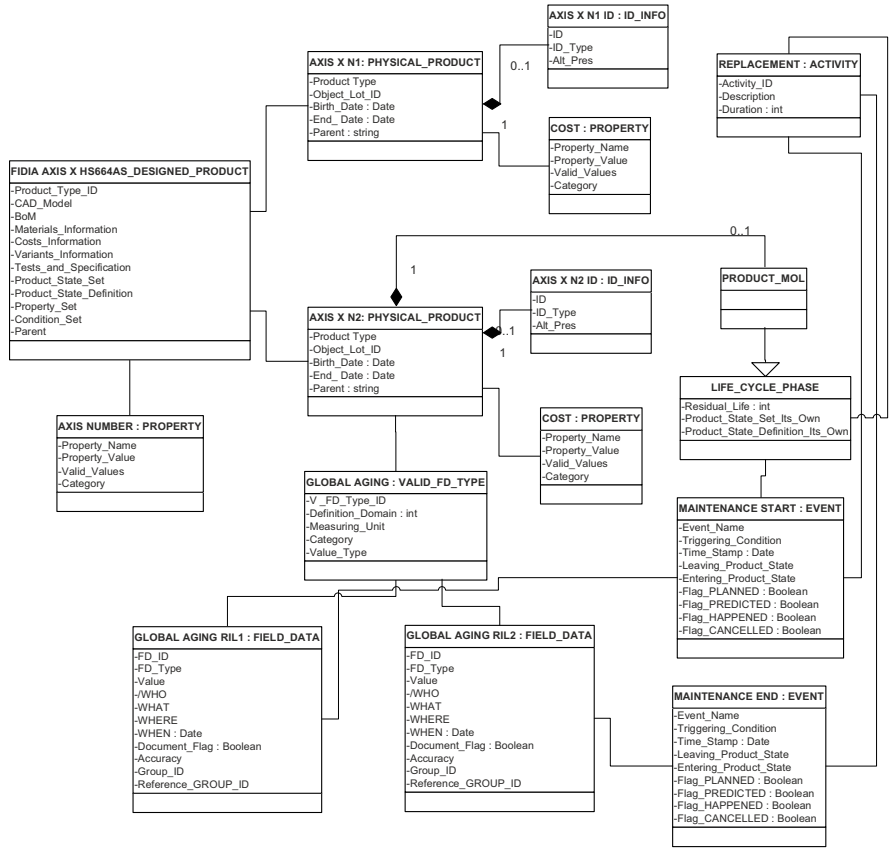 AXIS X N1 ID : ID_INFO
-ID
-ID_Type
-Alt_Pres
AXIS X N1: PHYSICAL_PRODUCT
-Product Type
-Object_Lot_ID
-Birth_Date : Date
-End_ Date : Date
-Parent : string
0..1
1
REPLACEMENT : ACTIVITY
-Activity_ID
-Description
-Duration : int
COST : PROPERTY
-Property_Name
-Property_Value
-Valid_Values
-Category
FIDIA AXIS X HS664AS_DESIGNED_PRODUCT
-Product_Type_ID
-CAD_Model
-BoM
-Materials_Information
-Costs_Information
-Variants_Information
-Tests_and_Specification
-Product_State_Set
-Product_State_Definition
-Property_Set
-Condition_Set
-Parent
0..1
1
AXIS X N2 ID : ID_INFO
-ID
-ID_Type
-Alt_Pres
PRODUCT_MOL
AXIS X N2: PHYSICAL_PRODUCT
-Product Type
-Object_Lot_ID
-Birth_Date : Date
-End_ Date : Date
-Parent : string
0..1
1
LIFE_CYCLE_PHASE
-Residual_Life : int
-Product_State_Set_Its_Own
-Product_State_Definition_Its_Own
AXIS NUMBER : PROPERTY
-Property_Name
-Property_Value
-Valid_Values
-Category
COST : PROPERTY
-Property_Name
-Property_Value
-Valid_Values
-Category
GLOBAL AGING : VALID_FD_TYPE
-V _FD_Type_ID
-Definition_Domain : int
-Measuring_Unit
-Category
-Value_Type
MAINTENANCE START : EVENT
-Event_Name
-Triggering_Condition
-Time_Stamp : Date
-Leaving_Product_State
-Entering_Product_State
-Flag_PLANNED : Boolean
-Flag_PREDICTED : Boolean
-Flag_HAPPENED : Boolean
-Flag_CANCELLED : Boolean
GLOBAL AGING RIL1 : FIELD_DATA
-FD_ID
-FD_Type
-Value
-/WHO
-WHAT
-WHERE
-WHEN : Date
-Document_Flag : Boolean
-Accuracy
-Group_ID
-Reference_GROUP_ID
GLOBAL AGING RIL2 : FIELD_DATA
-FD_ID
-FD_Type
-Value
-/WHO
-WHAT
-WHERE
-WHEN : Date
-Document_Flag : Boolean
-Accuracy
-Group_ID
-Reference_GROUP_ID
MAINTENANCE END : EVENT
-Event_Name
-Triggering_Condition
-Time_Stamp : Date
-Leaving_Product_State
-Entering_Product_State
-Flag_PLANNED : Boolean
-Flag_PREDICTED : Boolean
-Flag_HAPPENED : Boolean
-Flag_CANCELLED : Boolean